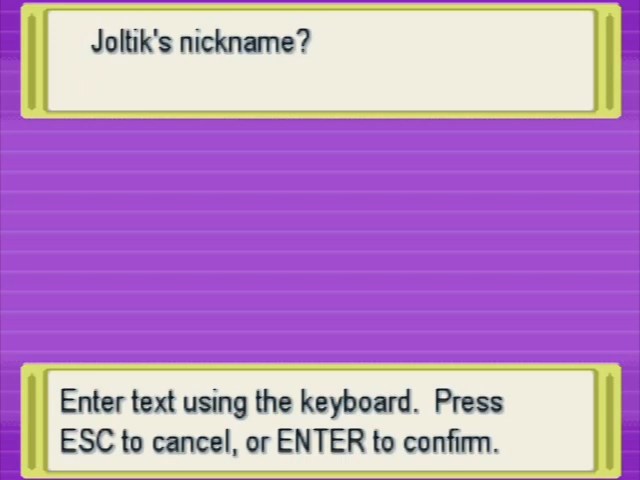 Joltik's nickname?
Enter text using the keyboard.  Press
ESC to cancel, or ENTER to confirm.